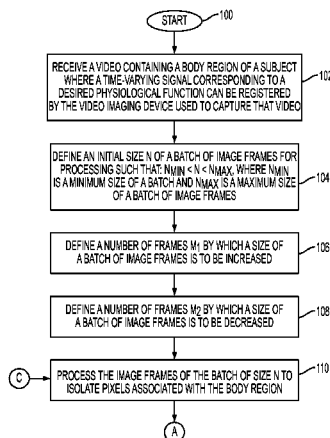 START
100
RECEIVE A VIDEO CONTAINING A BODY REGION OF A SUBJECT
WHERE A TIME-VARYING SIGNAL CORRESPONDING TO A
DESIRED PHYSIOLOGICAL FUNCTION CAN BE REGISTERED
BY THE VIDEO IMAGING DEVICE USED TO CAPTURE THAT VIDEO
102
DEFINE AN INITIAL SIZE N OF A BATCH OF IMAGE FRAMES FOR
PROCESSING SUCH THAT: NMIN < N < NMAX, WHERE NMIN
IS A MINIMUM SIZE OF A BATCH AND NMAX IS A MAXIMUM SIZE
OF A BATCH OF IMAGE FRAMES
104
DEFINE A NUMBER OF FRAMES M1 BY WHICH A SIZE OF
A BATCH OF IMAGE FRAMES IS TO BE INCREASED
106
DEFINE A NUMBER OF FRAMES M2 BY WHICH A SIZE OF
A BATCH OF IMAGE FRAMES IS TO BE DECREASED
108
C
PROCESS THE IMAGE FRAMES OF THE BATCH OF SIZE N TO
ISOLATE PIXELS ASSOCIATED WITH THE BODY REGION
110
A